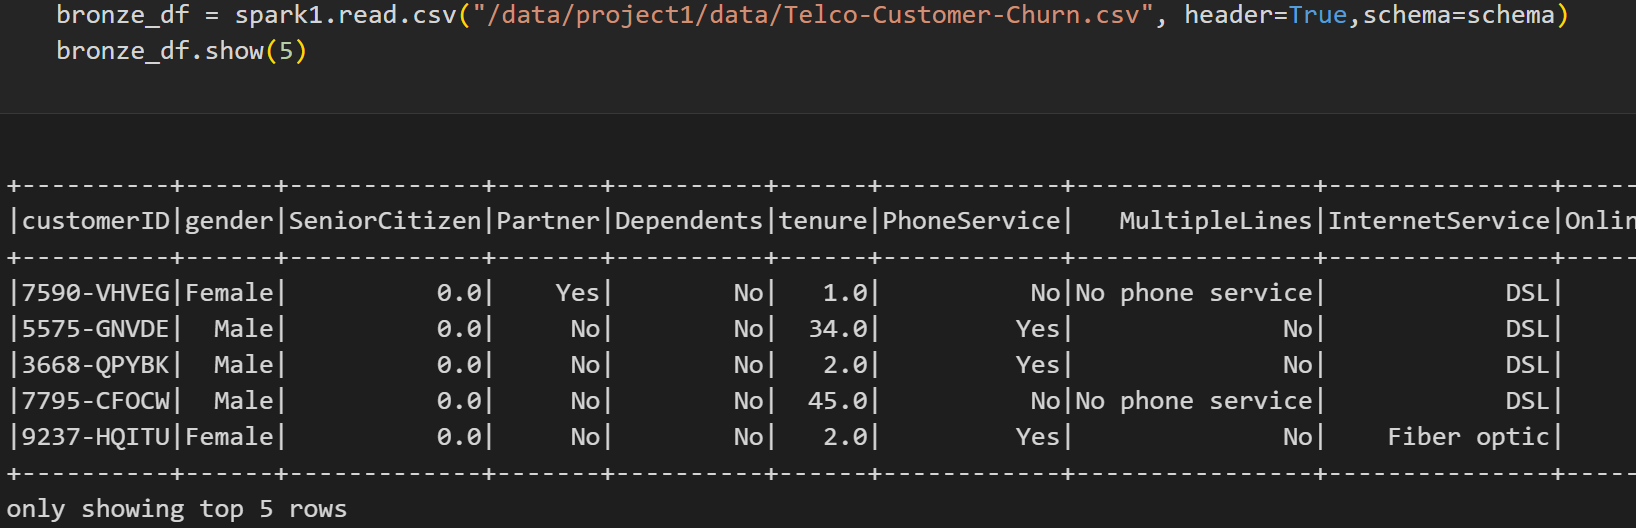 bronze_df = spark1.read.csv("/data/project1/data/Telco-Customer-Churn.csv", header=True,schema=schema)
bronze_df.show(5)
+----------+------+-------------+-------+----------+------+------------+----------------+---------------+-----
|customerID|gender|SeniorCitizen|Partner|Dependents|tenure|PhoneService|   MultipleLines|InternetService|Onlin
+----------+------+-------------+-------+----------+------+------------+----------------+---------------+-----
|7590-VHVEG|Female|          0.0|    Yes|        No|   1.0|          No|No phone service|            DSL|
|5575-GNVDE|  Male|          0.0|     No|        No|  34.0|         Yes|              No|            DSL|
|3668-QPYBK|  Male|          0.0|     No|        No|   2.0|         Yes|              No|            DSL|
|7795-CFOCW|  Male|          0.0|     No|        No|  45.0|          No|No phone service|            DSL|
|9237-HQITU|Female|          0.0|     No|        No|   2.0|         Yes|              No|    Fiber optic|
+----------+------+-------------+-------+----------+------+------------+----------------+---------------+-----
only showing top 5 rows